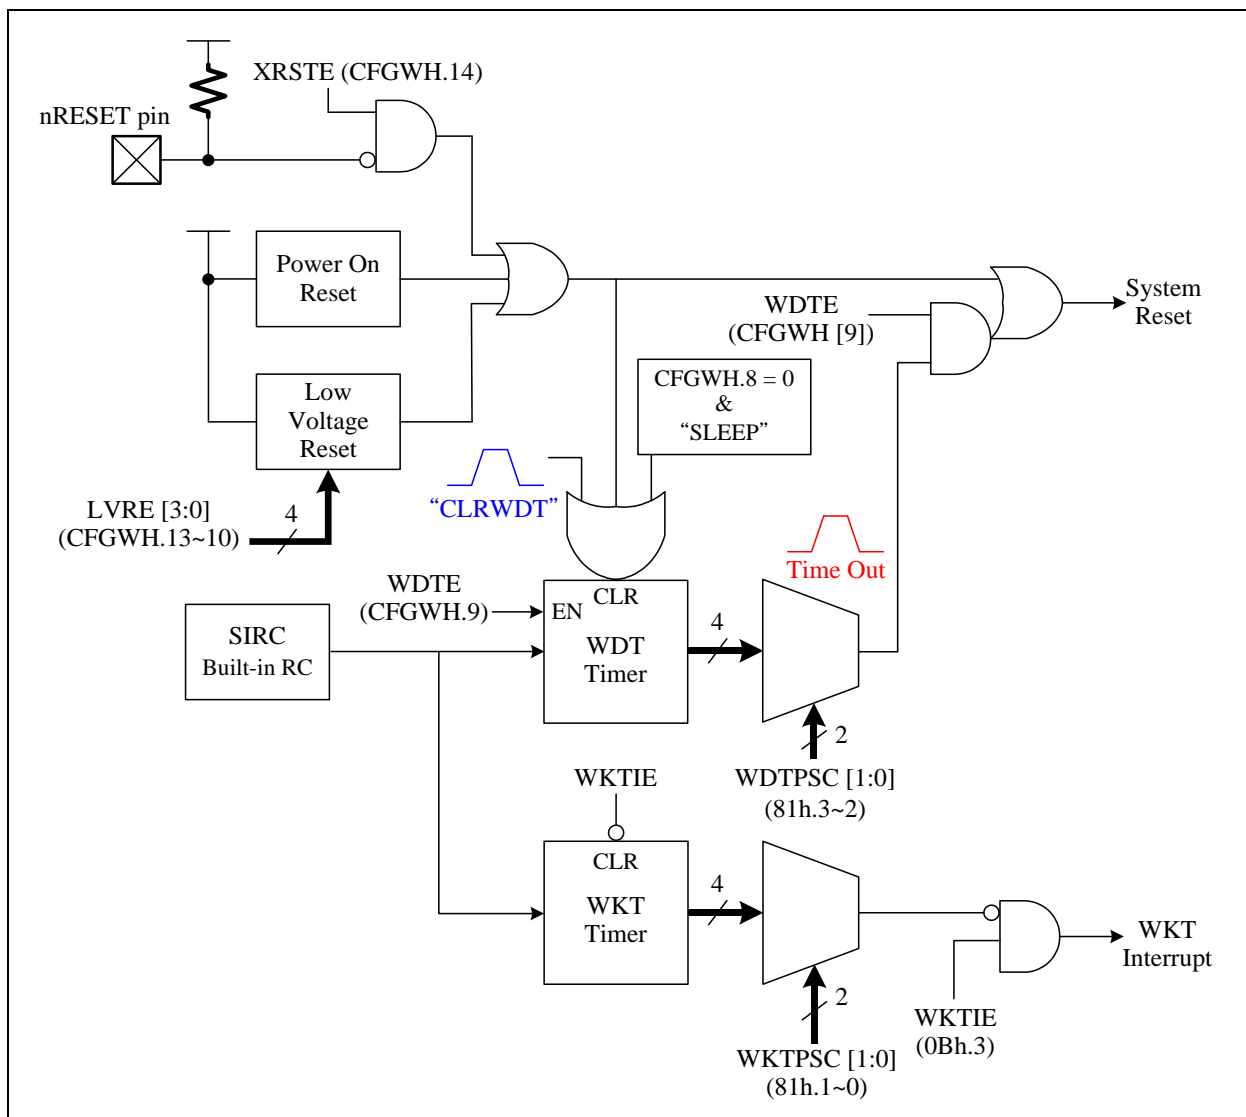 XRSTE (CFGWH.14)
nRESET pin
Power On
Reset
WDTE
(CFGWH [9])
System
Reset
Low
Voltage
Reset
CFGWH.8 = 0
&
“SLEEP”
“CLRWDT”
LVRE [3:0]
(CFGWH.13~10)
4
Time Out
WDTE
(CFGWH.9)
CLR
EN
WDT
Timer
4
SIRC
Built-in RC
2
WDTPSC [1:0]
(81h.3~2)
WKTIE
CLR
WKT
Timer
4
WKT
Interrupt
2
WKTIE
(0Bh.3)
WKTPSC [1:0]
(81h.1~0)